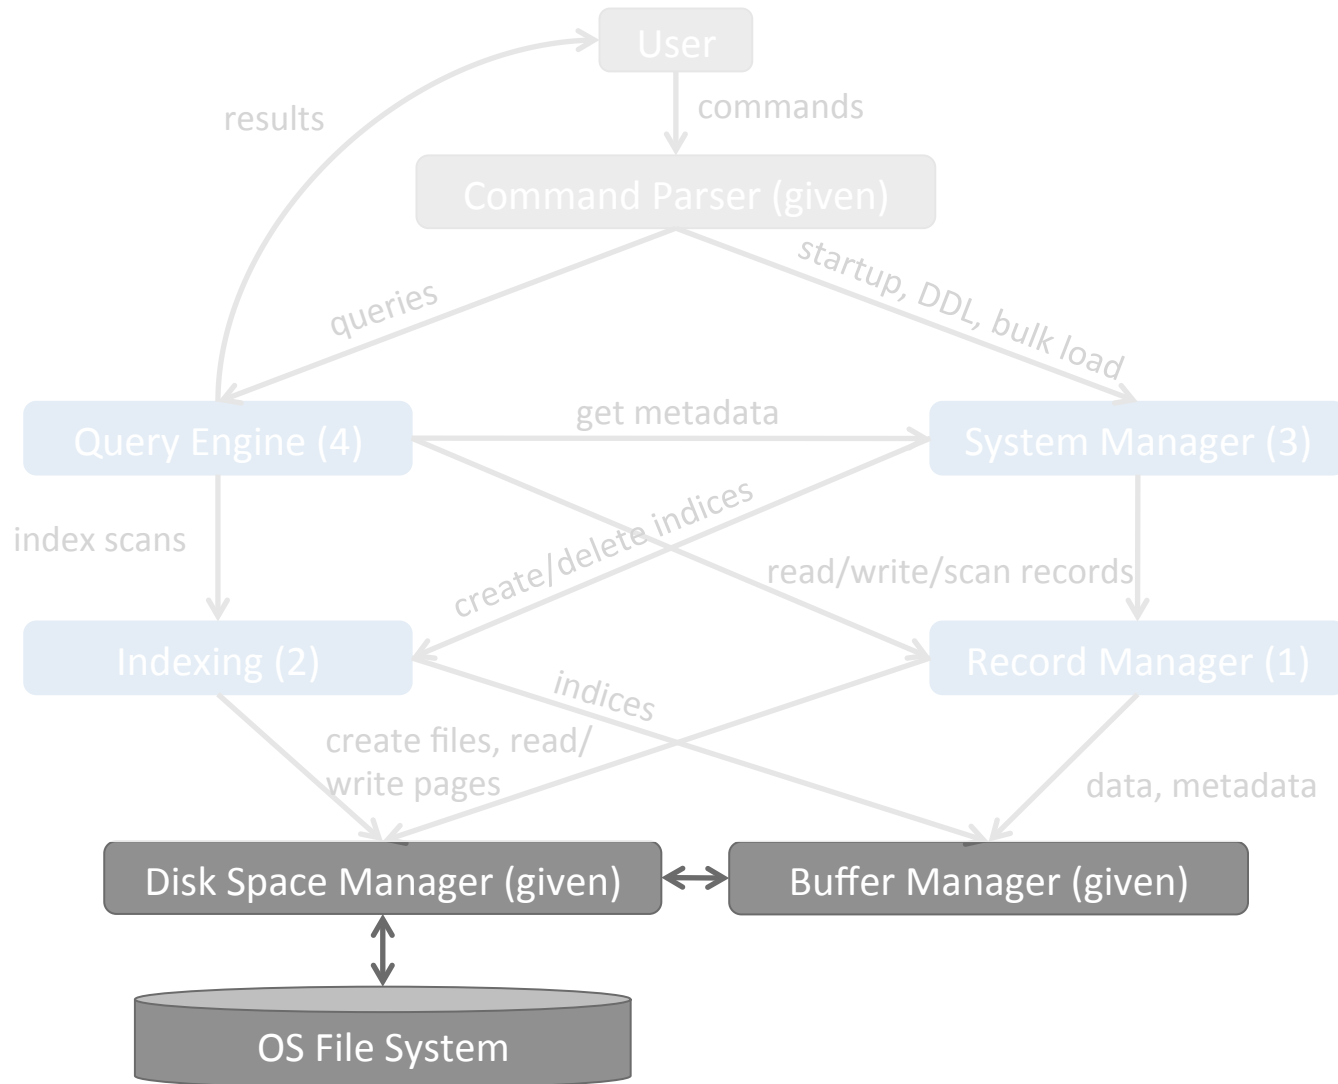 User
results
commands
Command Parser (given)
queries
startup, DDL, bulk load
Query Engine (4)
get metadata
System Manager (3)
index scans
create/delete indices
read/write/scan records
Indexing (2)
Record Manager (1)
indices
create files, read/
write pages
data, metadata
Disk Space Manager (given)
Buffer Manager (given)
OS File System